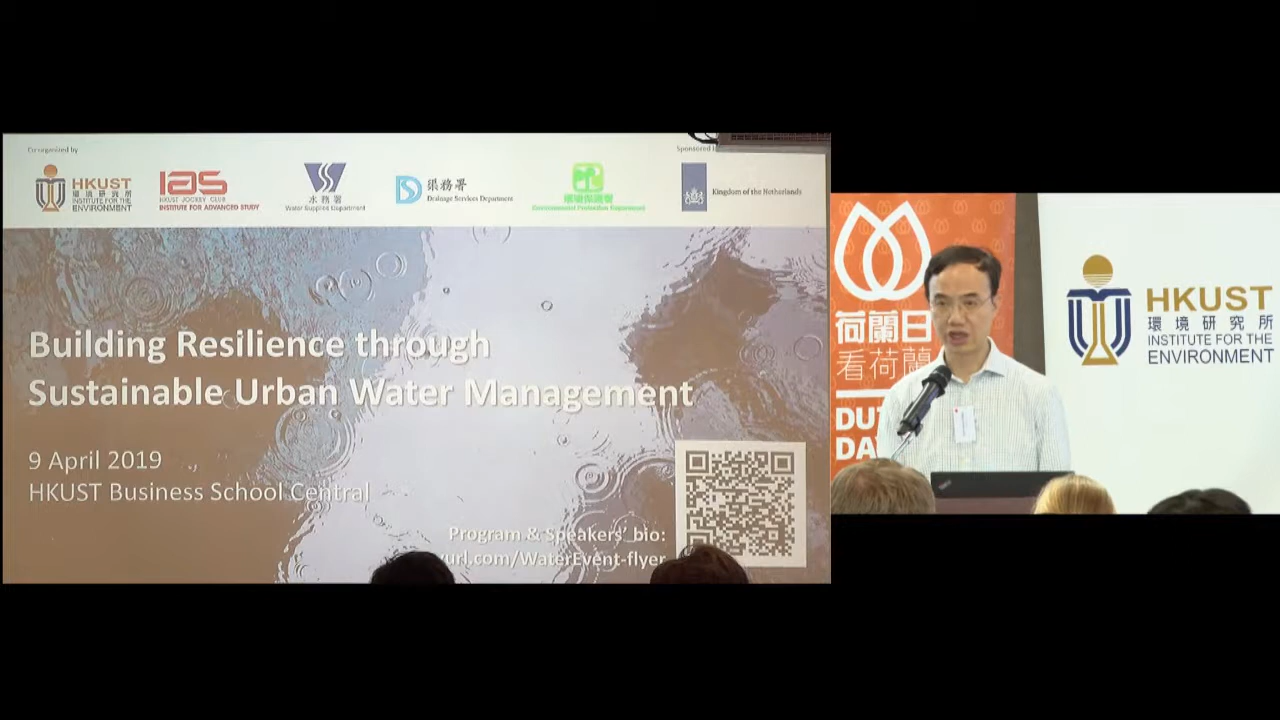 Co-organized by
HKUST
環境研究所
INSTITUTE FOR THE
ENVIRONMENT
ias
HKUST JOCKEY CLUB
INSTITUTE FOR ADVANCED STUDY
水務署
Water Supplies Department
渠務署
Drainage Services Department
環境保護署
Environmental Protection Department
Sponsored
Kingdom of the Netherlands
Building Resilience through
Sustainable Urban Water Management
9 April 2019
HKUST Business School Central
Program & Speakers' bio:
yurl.com/WaterEvent-flyer
荷蘭日
看荷蘭
DU
DA
HKUST
環境研究所
INSTITUTE FOR THE
ENVIRONMENT